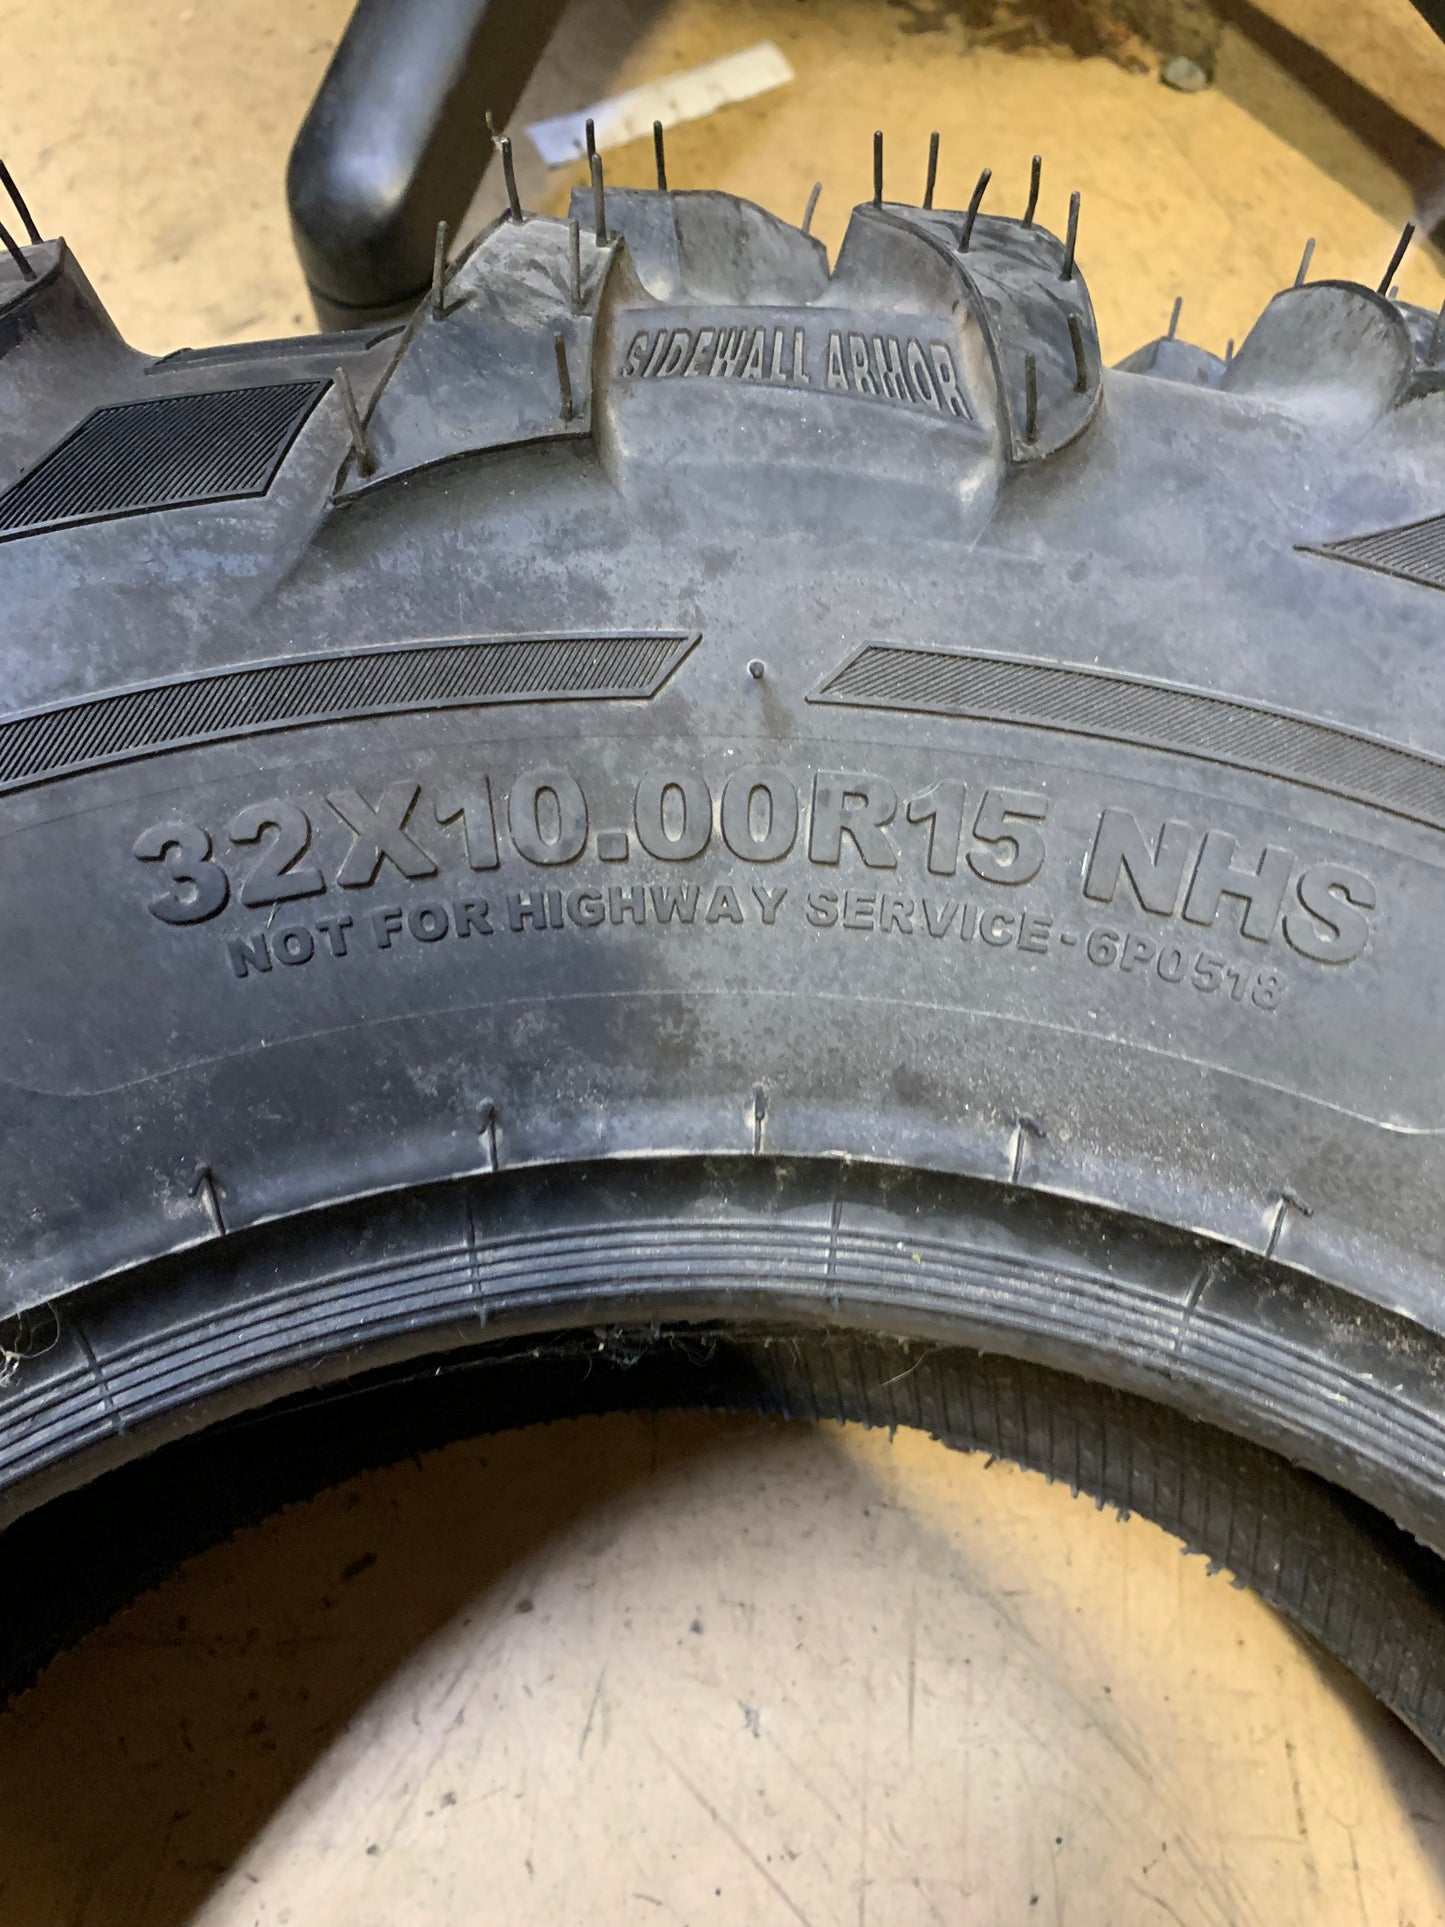 SIDEWALL ARMOR
32X10.00R15 NHS
NOT FOR HIGHWAY SERVICE-6P0518